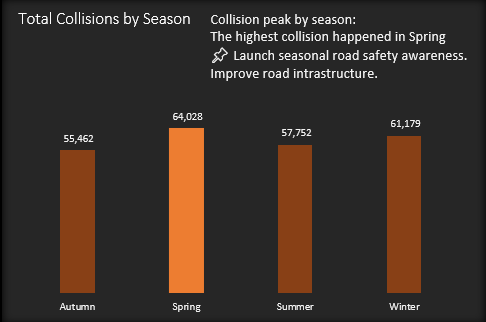 Total Collisions by Season
Collision peak by season:
The highest collision happened in Spring
Launch seasonal road safety awareness.
Improve road intrastructure.
55,462
64,028
57,752
61,179
Autumn
Spring
Summer
Winter